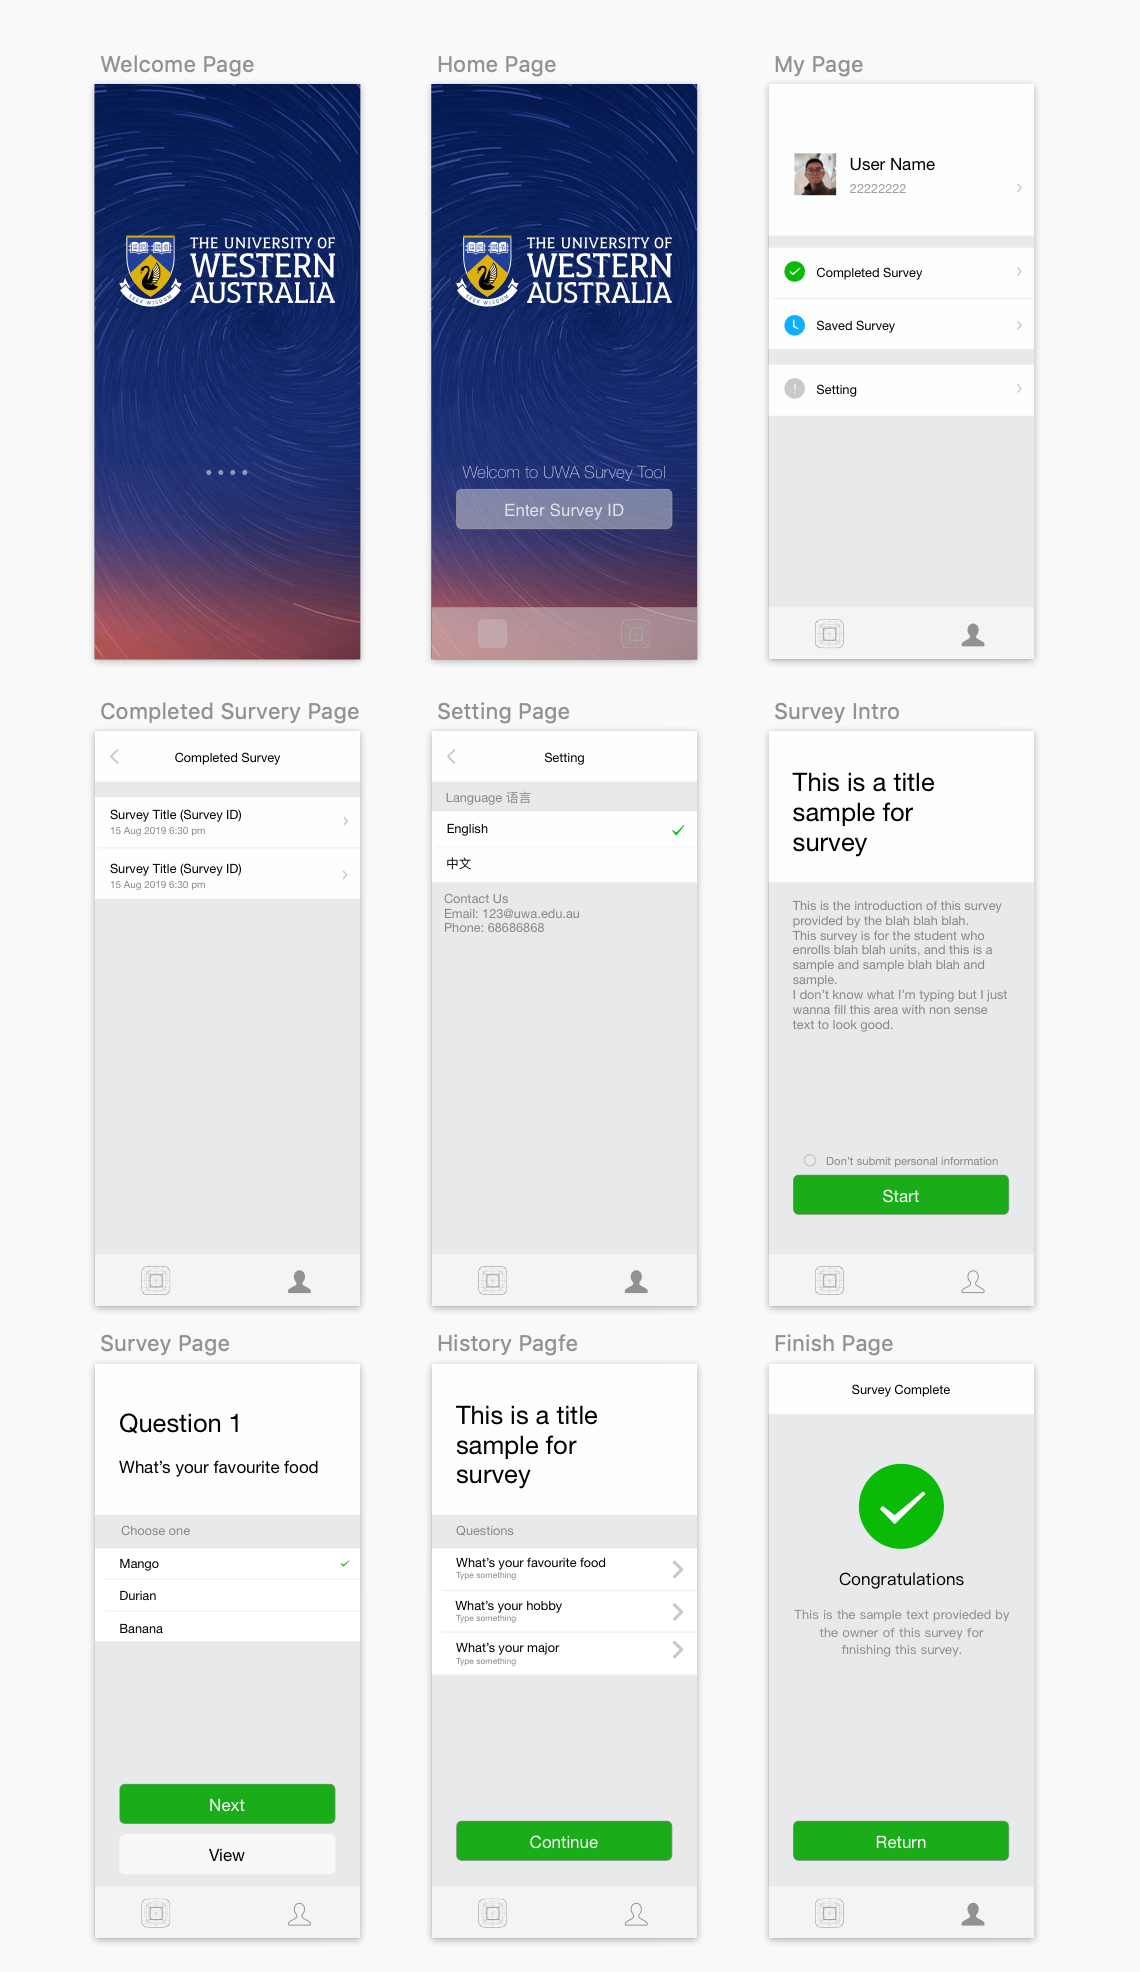 Welcome Page
THE UNIVERSITY OF
WESTERN
AUSTRALIA
SEEK WISDOM
Home Page
THE UNIVERSITY OF
WESTERN
AUSTRALIA
SEEK WISDOM
Welcom to UWA Survey Tool
Enter Survey ID
My Page
User Name
22222222
Completed Survey
Saved Survey
Setting
Completed Survery Page
Completed Survey
Survey Title (Survey ID)
15 Aug 2019 6:30 pm
Survey Title (Survey ID)
15 Aug 2019 6:30 pm
Setting Page
Setting
Language 语言
English
中文
Contact Us
Email: 123@uwa.edu.au
Phone: 68686868
Survey Intro
This is a title
sample for
survey
This is the introduction of this survey
provided by the blah blah blah.
This survey is for the student who
enrolls blah blah units, and this is a
sample and sample blah blah and
sample.
I don't know what I'm typing but I just
wanna fill this area with non sense
text to look good.
Don't submit personal information
Start
Survey Page
Question 1
What's your favourite food
Choose one
Mango
Durian
Banana
Next
View
History Pagfe
This is a title
sample for
survey
Questions
What's your favourite food
Type something
What's your hobby
Type something
What's your major
Type something
Continue
Finish Page
Survey Complete
Congratulations
This is the sample text provieded by
the owner of this survey for
finishing this survey.
Return